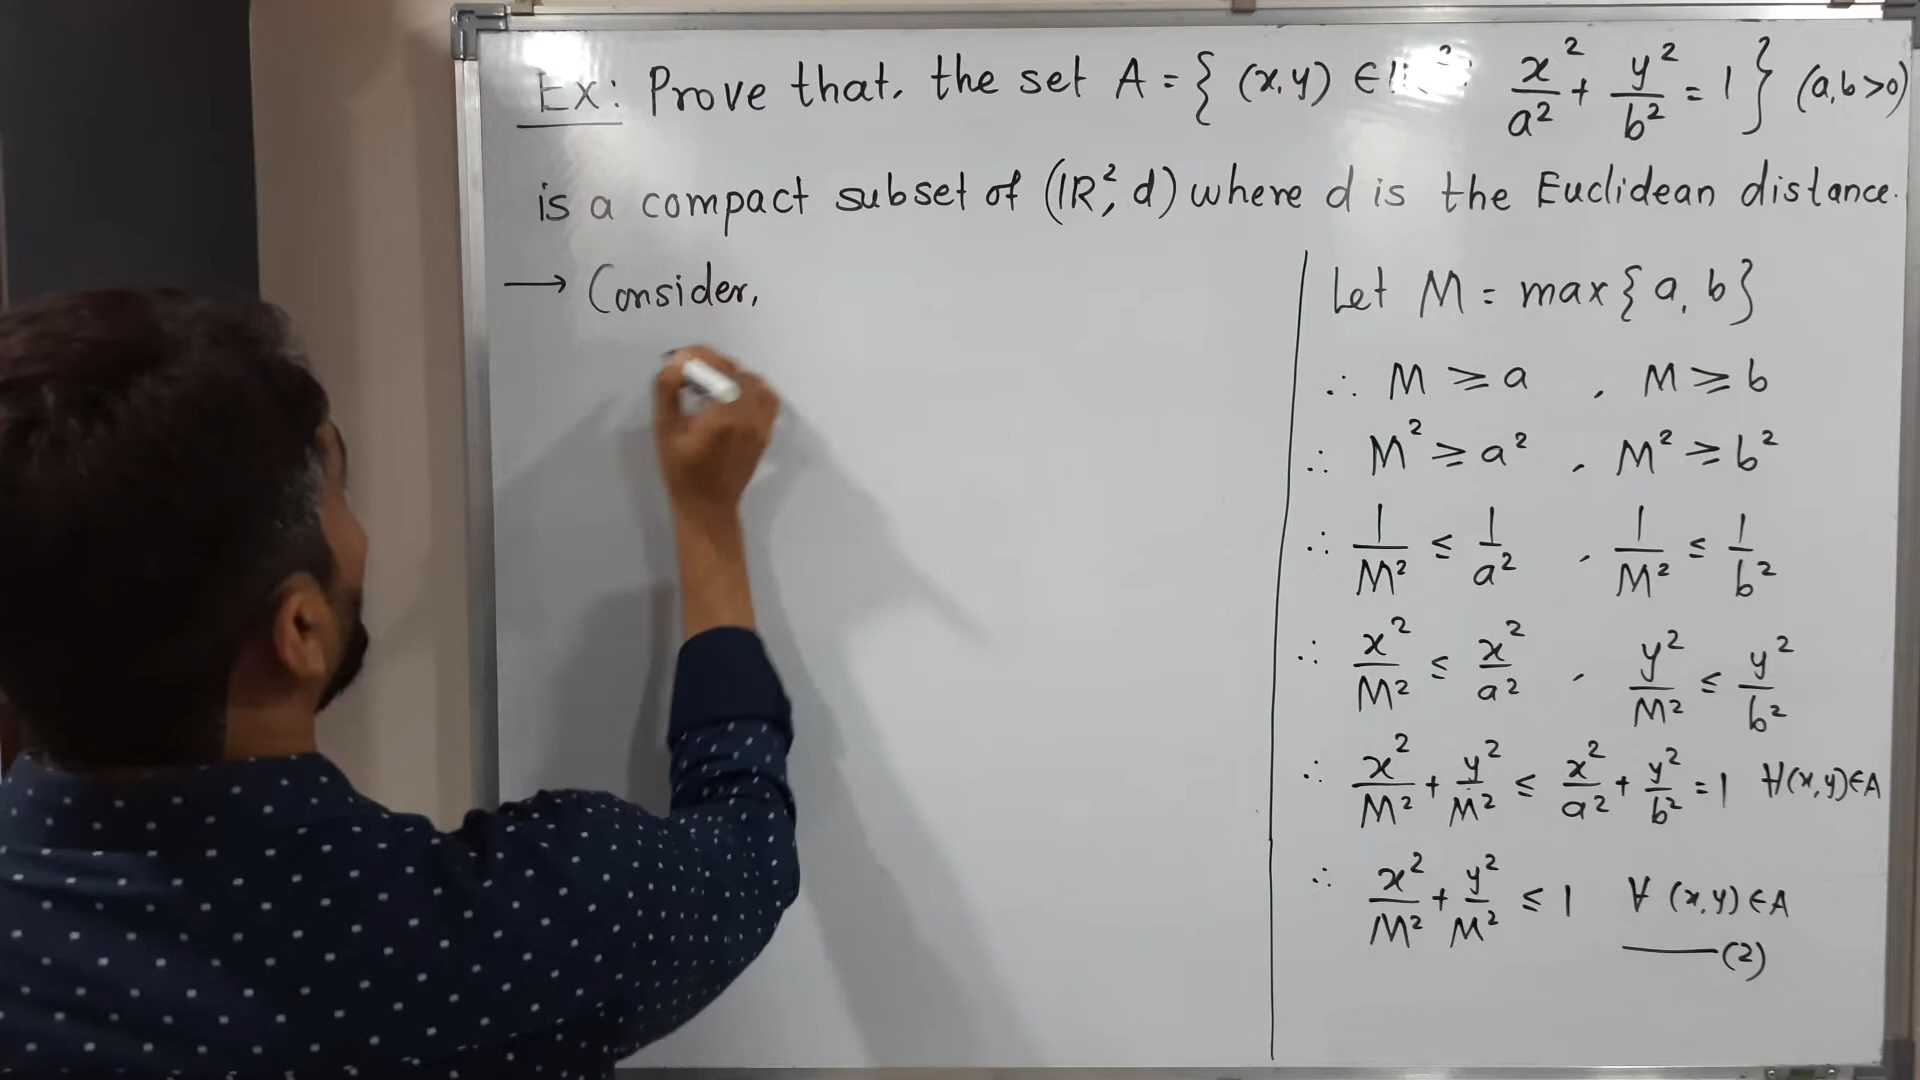 Ex: Prove that, the set A = { (x,y) ∈ ² : x²/a² + y²/b² = 1 } (a,b>0)
is a compact subset of (ℝ², d) where d is the Euclidean distance.
→ Consider,
Let M = max{ a, b }
∴ M ≥ a , M ≥ b
∴ M² ≥ a² , M² ≥ b²
∴ 1/M² ≤ 1/a² , 1/M² ≤ 1/b²
∴ x²/M² ≤ x²/a² , y²/M² ≤ y²/b²
∴ x²/M² + y²/M² ≤ x²/a² + y²/b² = 1 ∀(x,y)∈A
∴ x²/M² + y²/M² ≤ 1 ∀ (x,y)∈A
—— (2)